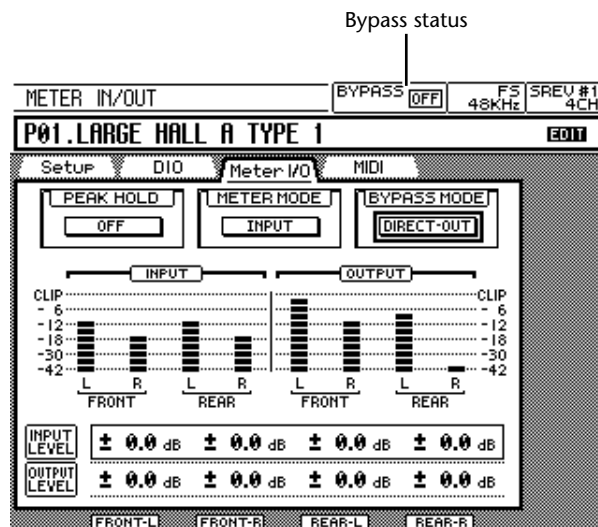 Bypass status
METER IN/OUT BYPASS OFF FS 48KHz SREV #1 4CH
P01.LARGE HALL A TYPE 1 EDIT
Setup DIO Meter I/O MIDI
PEAK HOLD METER MODE BYPASS MODE
OFF INPUT DIRECT-OUT
INPUT OUTPUT
CLIP CLIP
- 6 - 6
-12 -12
-18 -18
-30 -30
-42 -42
L R L R L R L R
FRONT REAR FRONT REAR
INPUT LEVEL ± 0.0 dB ± 0.0 dB ± 0.0 dB ± 0.0 dB
OUTPUT LEVEL ± 0.0 dB ± 0.0 dB ± 0.0 dB ± 0.0 dB
FRONT-L FRONT-R REAR-L REAR-R